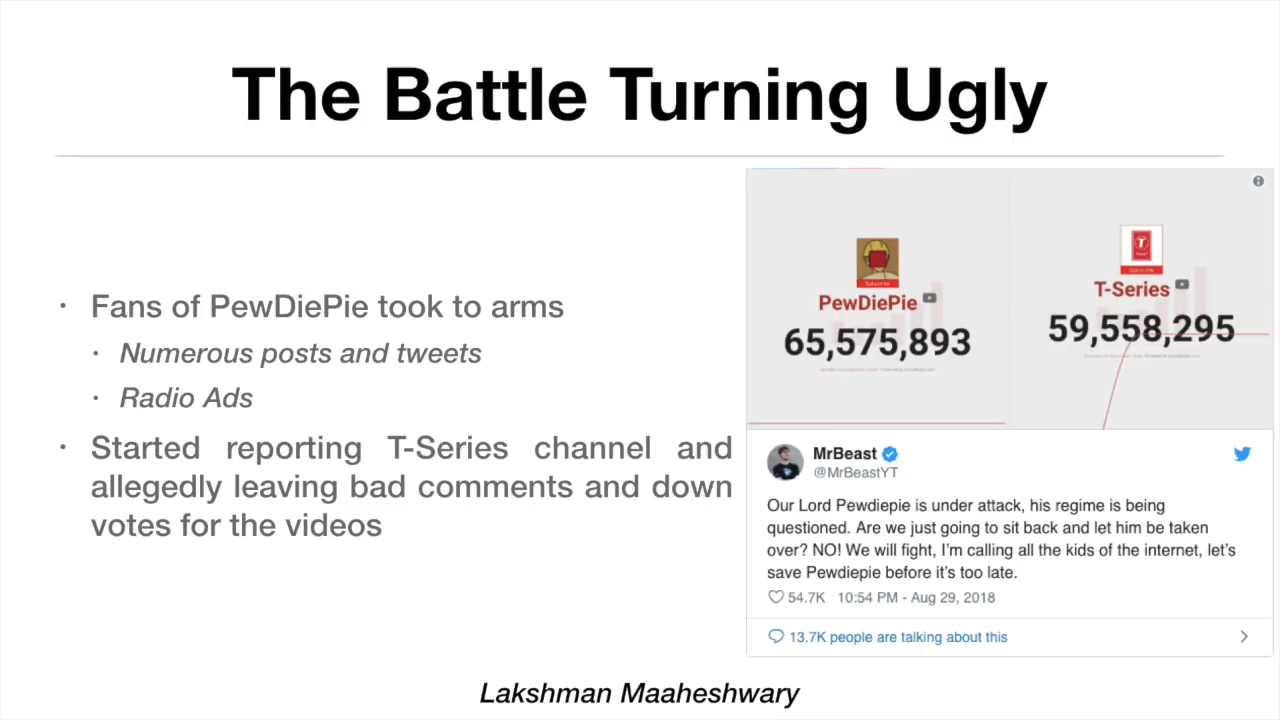 The Battle Turning Ugly
Fans of PewDiePie took to arms
Numerous posts and tweets
Radio Ads
Started reporting T-Series channel and
allegedly leaving bad comments and down
votes for the videos
Subscribe
PewDiePie
65,575,893
T-Series
59,558,295
MrBeast
@MrBeastYT
Our Lord Pewdiepie is under attack, his regime is being
questioned. Are we just going to sit back and let him be taken
over? NO! We will fight, I'm calling all the kids of the internet, let's
save Pewdiepie before it's too late.
54.7K 10:54 PM - Aug 29, 2018
13.7K people are talking about this
Lakshman Maaheshwary